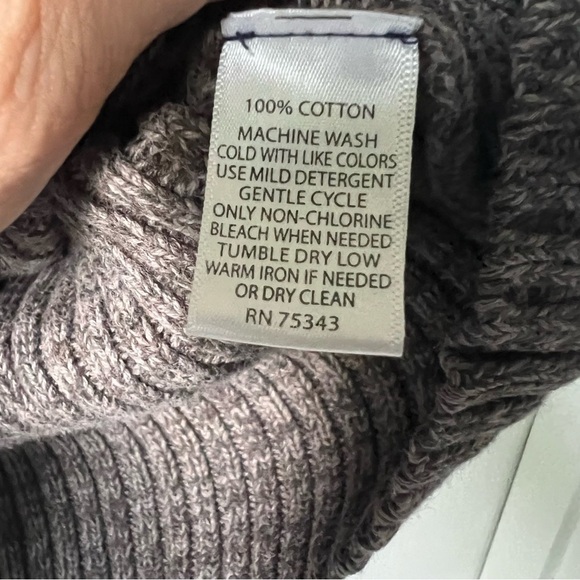 100% COTTON
MACHINE WASH
COLD WITH LIKE COLORS
USE MILD DETERGENT
GENTLE CYCLE
ONLY NON-CHLORINE
BLEACH WHEN NEEDED
TUMBLE DRY LOW
WARM IRON IF NEEDED
OR DRY CLEAN
RN 75343